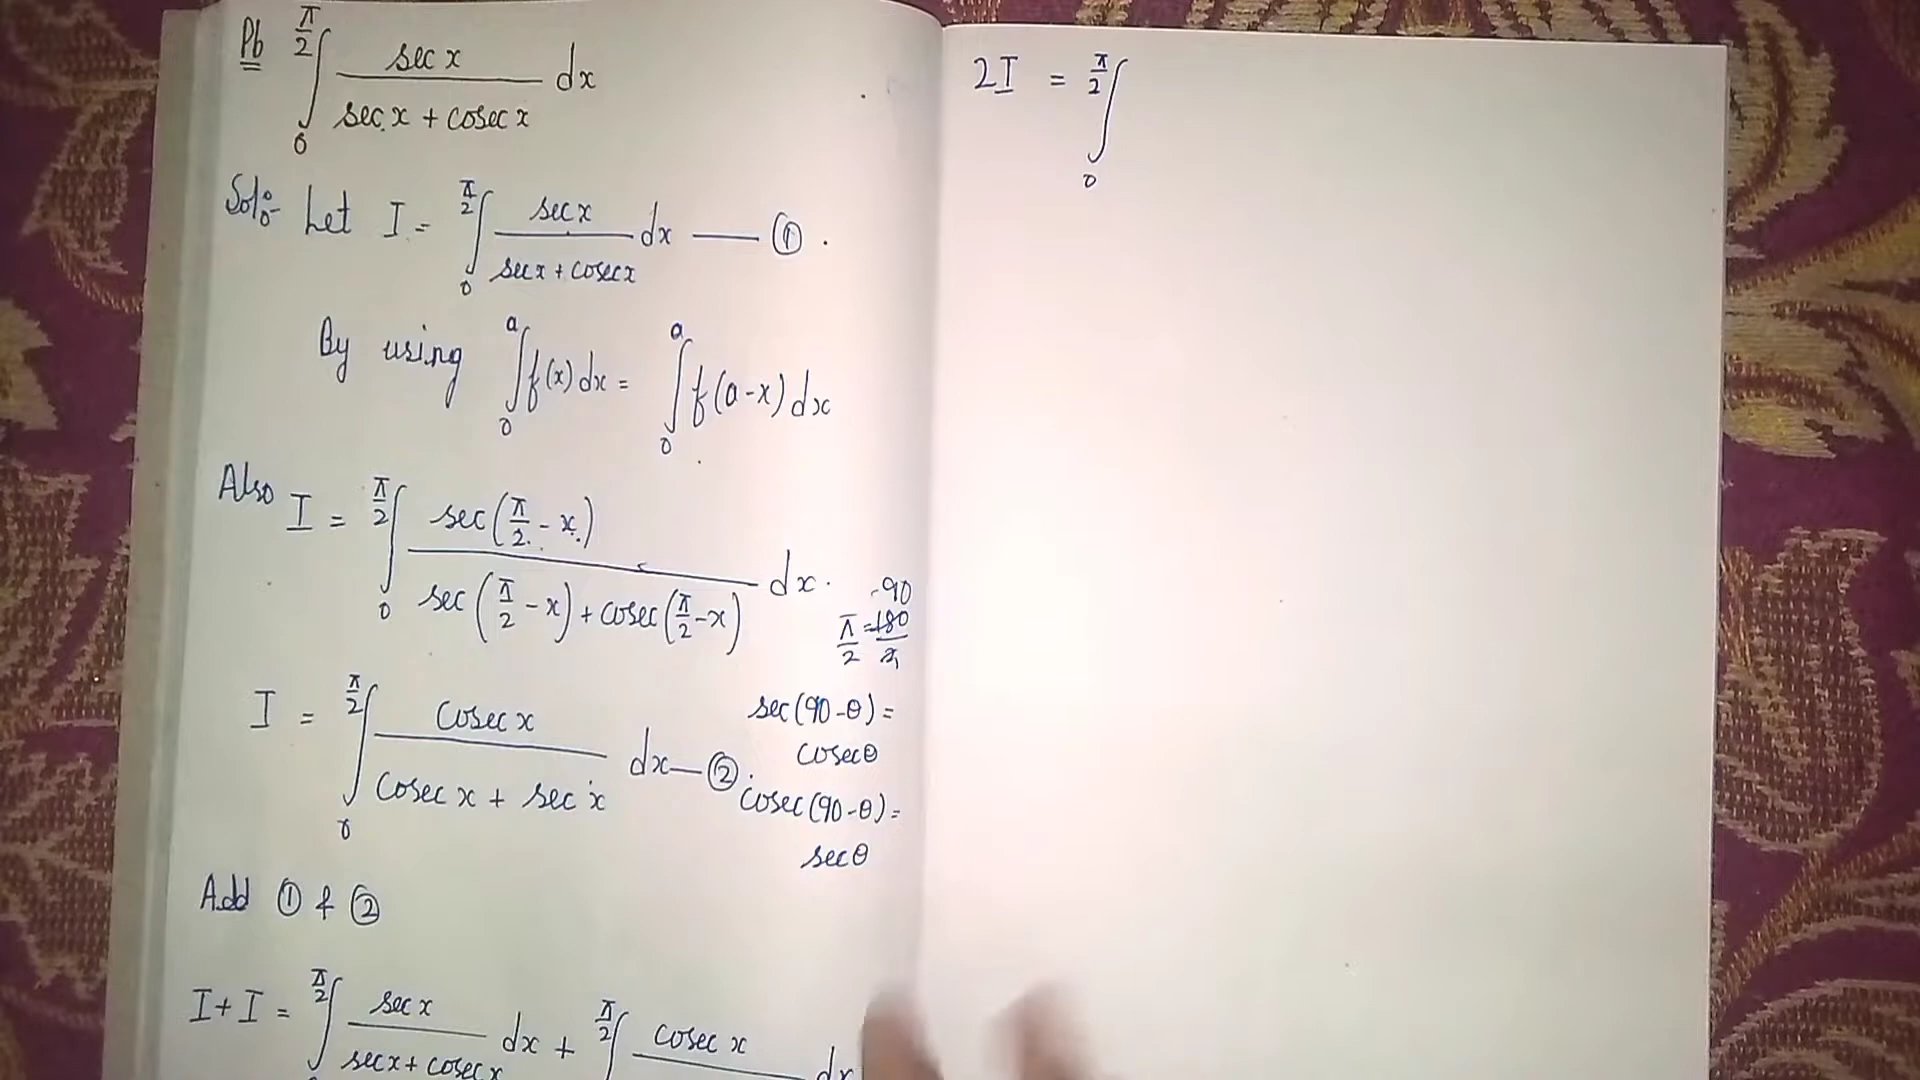 Pb ∫₀^(π/2) sec x / (sec x + cosec x) dx
Sol:- Let I = ∫₀^(π/2) sec x / (sec x + cosec x) dx — ①.
By using ∫₀^a f(x) dx = ∫₀^a f(a-x) dx
Also I = ∫₀^(π/2) sec(π/2 - x) / (sec(π/2 - x) + cosec(π/2 - x)) dx.
90
π/2 = 180/2
I = ∫₀^(π/2) cosec x / (cosec x + sec x) dx — ②.
sec(90-θ) =
cosecθ
cosec(90-θ) =
secθ
Add ① & ②
I + I = ∫₀^(π/2) sec x / (sec x + cosec x) dx + ∫^(π/2) cosec x / dx
2I = ∫₀^(π/2)